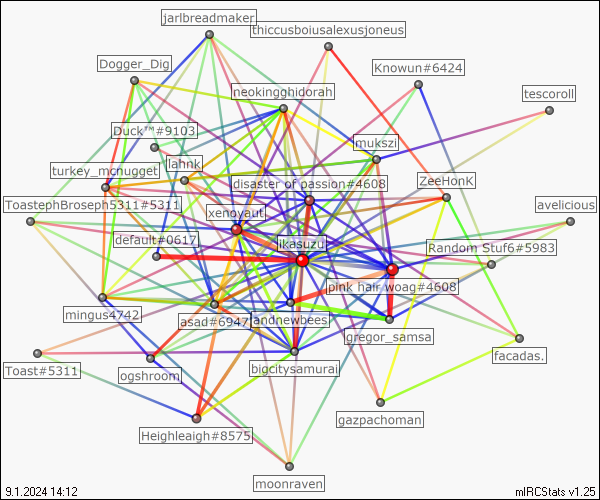 jarlbreadmaker
thiccusboiusalexusjoneus
Dogger_Dig
Knowun#6424
neokingghidorah
tescoroll
Duck™#9103
mukszi
lahnk
turkey_mcnugget
disaster of passion#4608
ZeeHonK
ToastephBroseph5311#5311
xenoyaut
avelicious
default#0617
ikasuzu
Random Stuf6#5983
pink hair woag#4608
mingus4742
asad#6947
landnewbees
gregor_samsa
facadas.
Toast#5311
ogshroom
bigcitysamurai
gazpachoman
Heighleaigh#8575
moonraven
9.1.2024 14:12
mIRCStats v1.25